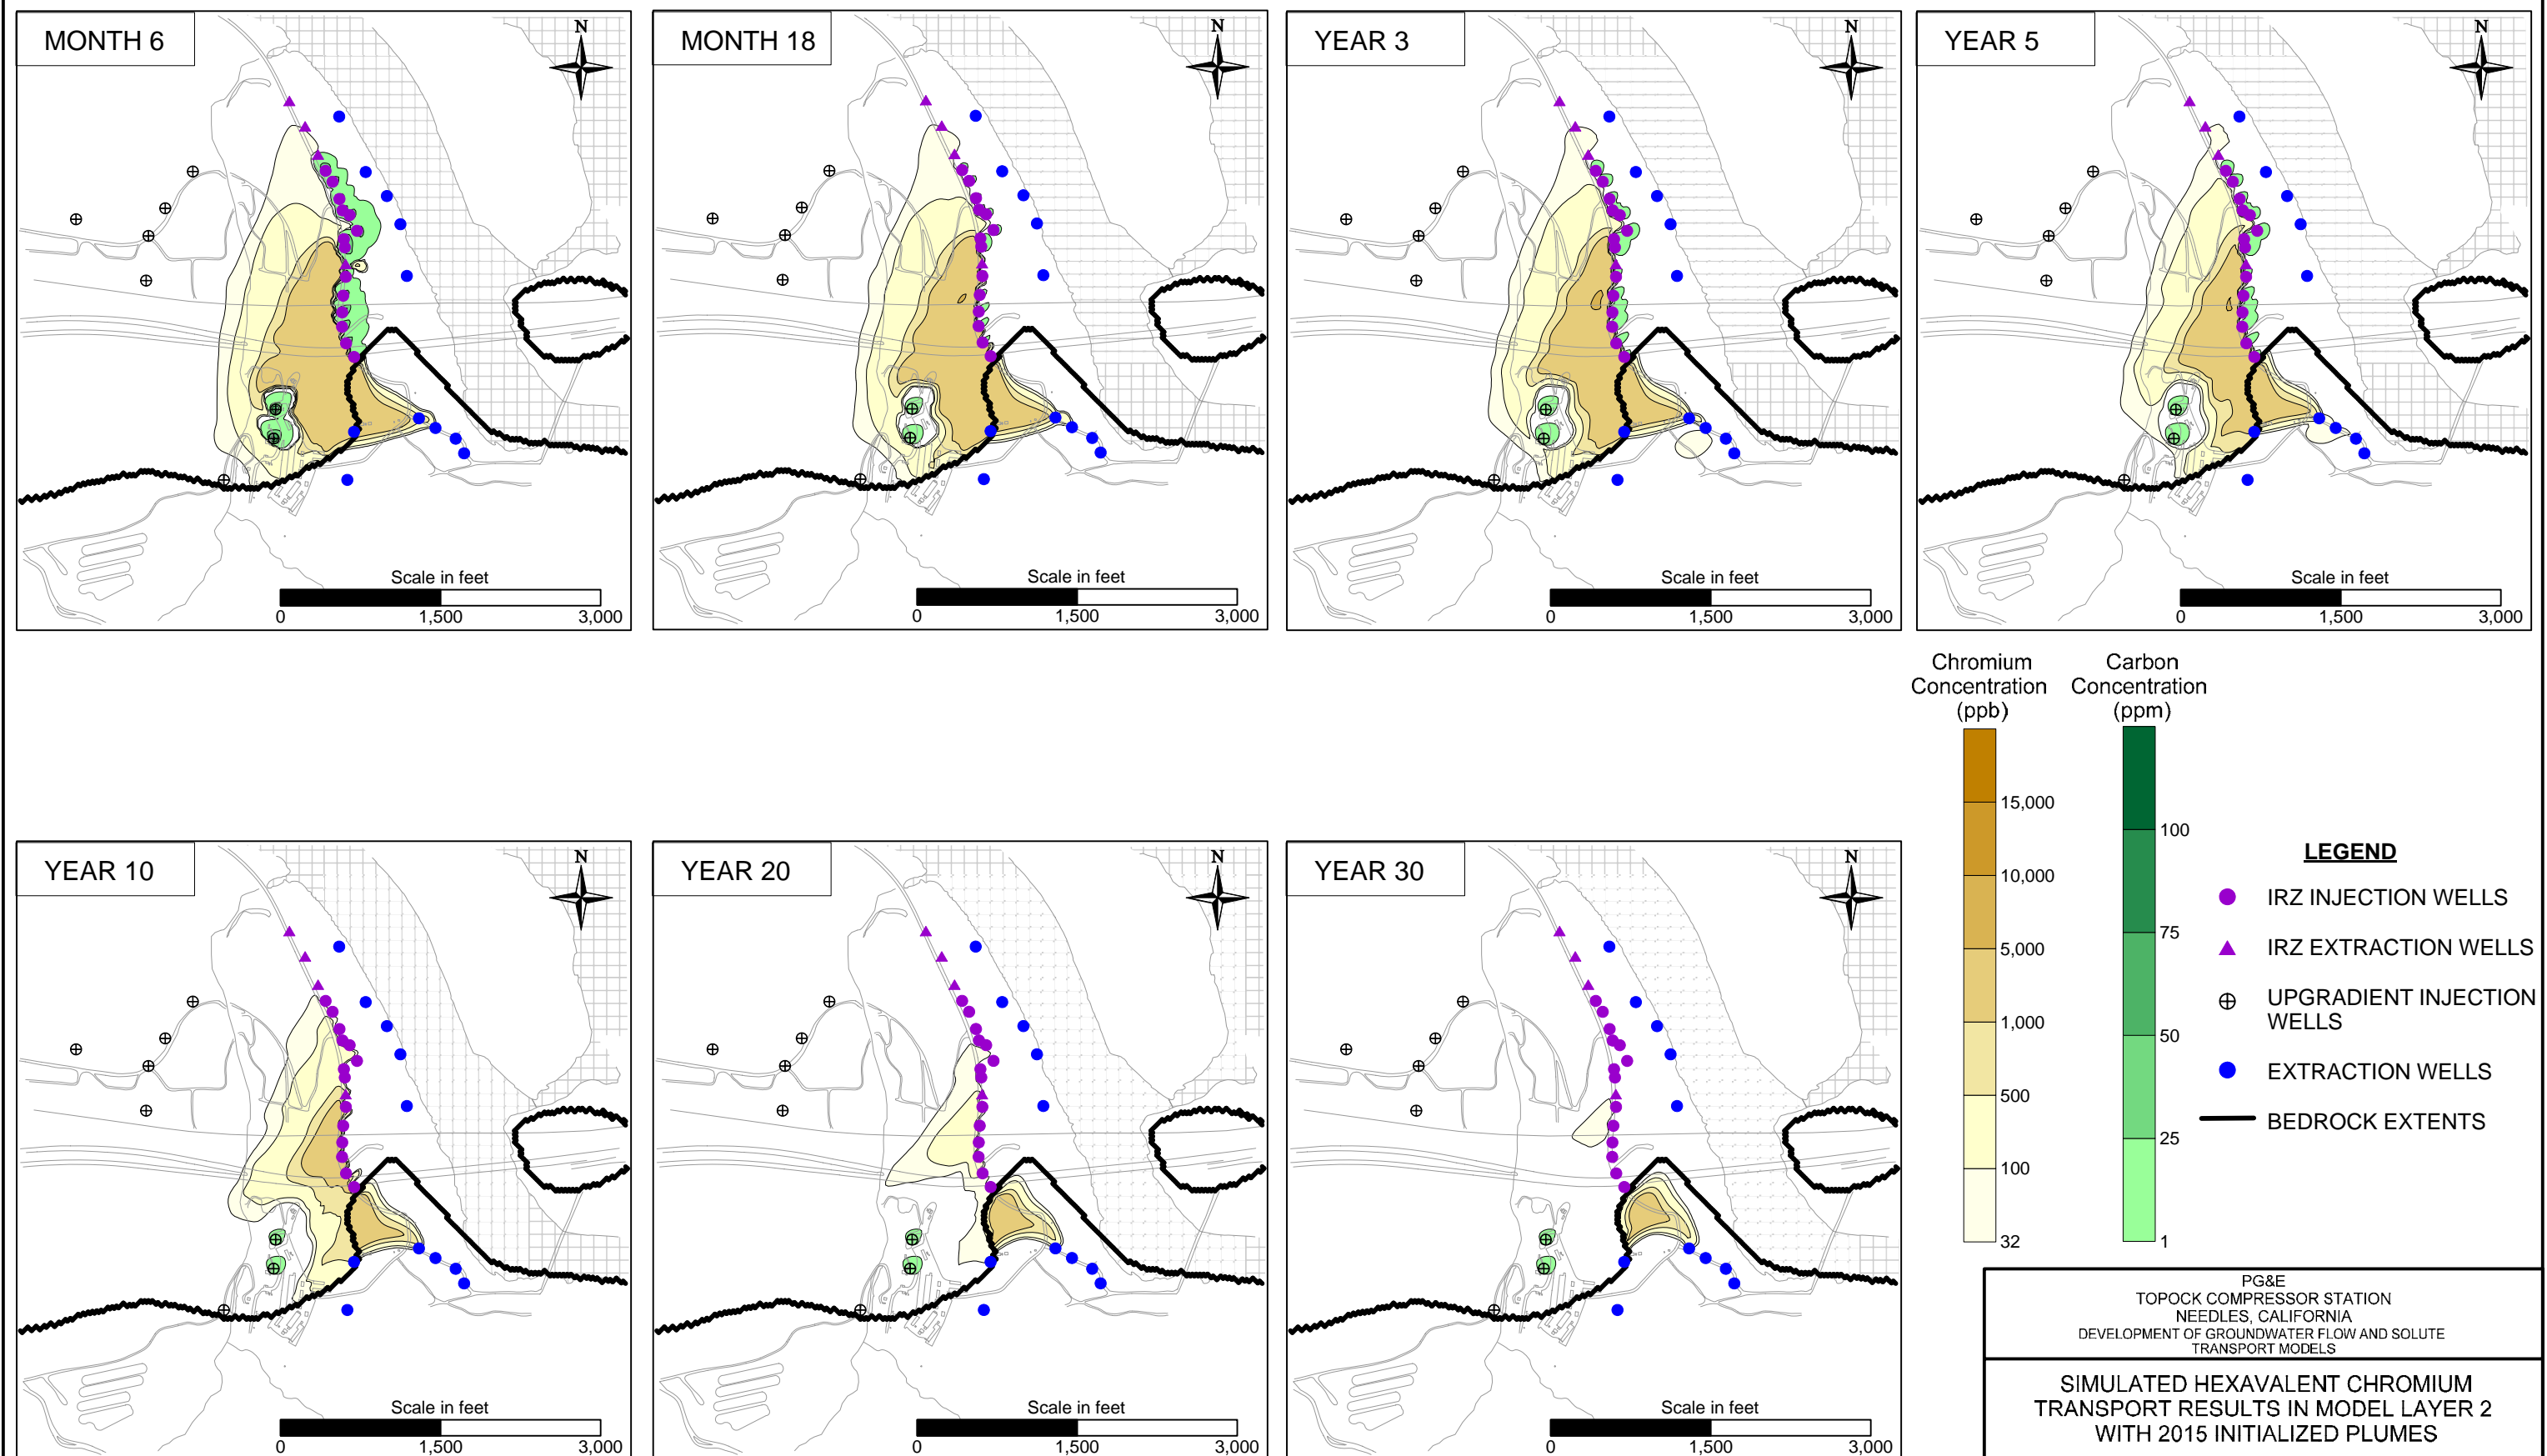 MONTH 6
N
Scale in feet
0 1,500 3,000
MONTH 18
N
Scale in feet
0 1,500 3,000
YEAR 3
N
Scale in feet
0 1,500 3,000
YEAR 5
N
Scale in feet
0 1,500 3,000
YEAR 10
N
Scale in feet
0 1,500 3,000
YEAR 20
N
Scale in feet
0 1,500 3,000
YEAR 30
N
Scale in feet
0 1,500 3,000
Chromium
Concentration
(ppb)
15,000
10,000
5,000
1,000
500
100
32
Carbon
Concentration
(ppm)
100
75
50
25
1
LEGEND
IRZ INJECTION WELLS
IRZ EXTRACTION WELLS
UPGRADIENT INJECTION
WELLS
EXTRACTION WELLS
BEDROCK EXTENTS
PG&E
TOPOCK COMPRESSOR STATION
NEEDLES, CALIFORNIA
DEVELOPMENT OF GROUNDWATER FLOW AND SOLUTE
TRANSPORT MODELS
SIMULATED HEXAVALENT CHROMIUM
TRANSPORT RESULTS IN MODEL LAYER 2
WITH 2015 INITIALIZED PLUMES